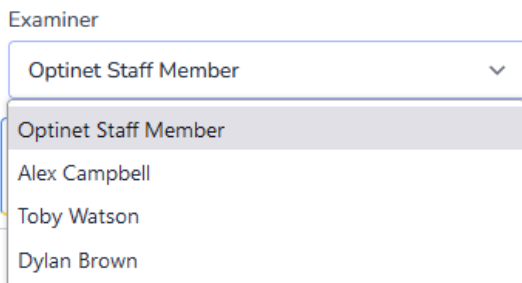 Examiner
Optinet Staff Member
Optinet Staff Member
Alex Campbell
Toby Watson
Dylan Brown